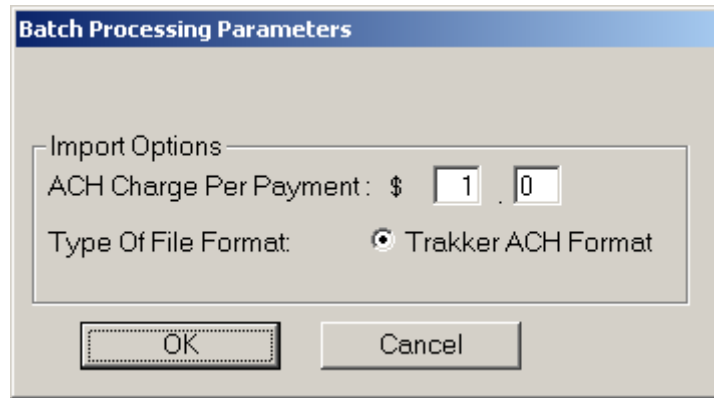 Batch Processing Parameters
Import Options
ACH Charge Per Payment: $ 1 . 0
Type Of File Format: Trakker ACH Format
OK Cancel